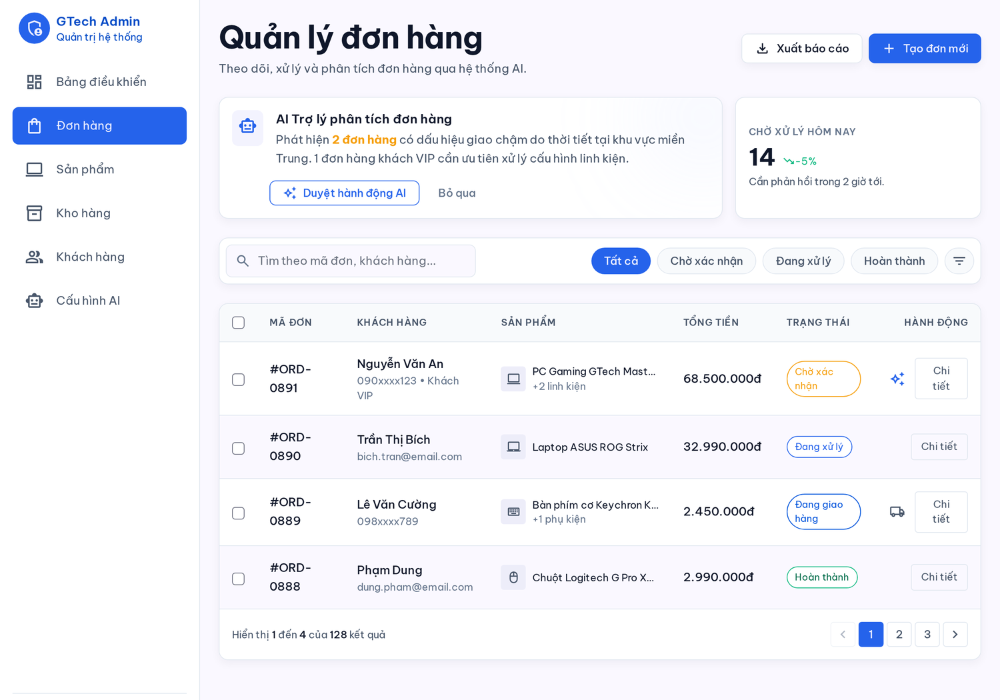 GTech Admin
Quản trị hệ thống
Bảng điều khiển
Đơn hàng
Sản phẩm
Kho hàng
Khách hàng
Cấu hình AI
Quản lý đơn hàng
Theo dõi, xử lý và phân tích đơn hàng qua hệ thống AI.
Xuất báo cáo
Tạo đơn mới
AI Trợ lý phân tích đơn hàng
Phát hiện 2 đơn hàng có dấu hiệu giao chậm do thời tiết tại khu vực miền
Trung. 1 đơn hàng khách VIP cần ưu tiên xử lý cấu hình linh kiện.
Duyệt hành động AI
Bỏ qua
CHỜ XỬ LÝ HÔM NAY
14 -5%
Cần phản hồi trong 2 giờ tới.
Tìm theo mã đơn, khách hàng...
Tất cả
Chờ xác nhận
Đang xử lý
Hoàn thành
MÃ ĐƠN KHÁCH HÀNG SẢN PHẨM TỔNG TIỀN TRẠNG THÁI HÀNH ĐỘNG
#ORD-
0891
Nguyễn Văn An
090xxxx123 • Khách
VIP
PC Gaming GTech Mast...
+2 linh kiện
68.500.000đ
Chờ xác
nhận
Chi
tiết
#ORD-
0890
Trần Thị Bích
bich.tran@email.com
Laptop ASUS ROG Strix
32.990.000đ
Đang xử lý
Chi tiết
#ORD-
0889
Lê Văn Cường
098xxxx789
Bàn phím cơ Keychron K...
+1 phụ kiện
2.450.000đ
Đang giao
hàng
Chi
tiết
#ORD-
0888
Phạm Dung
dung.pham@email.com
Chuột Logitech G Pro X...
2.990.000đ
Hoàn thành
Chi tiết
Hiển thị 1 đến 4 của 128 kết quả
1 2 3